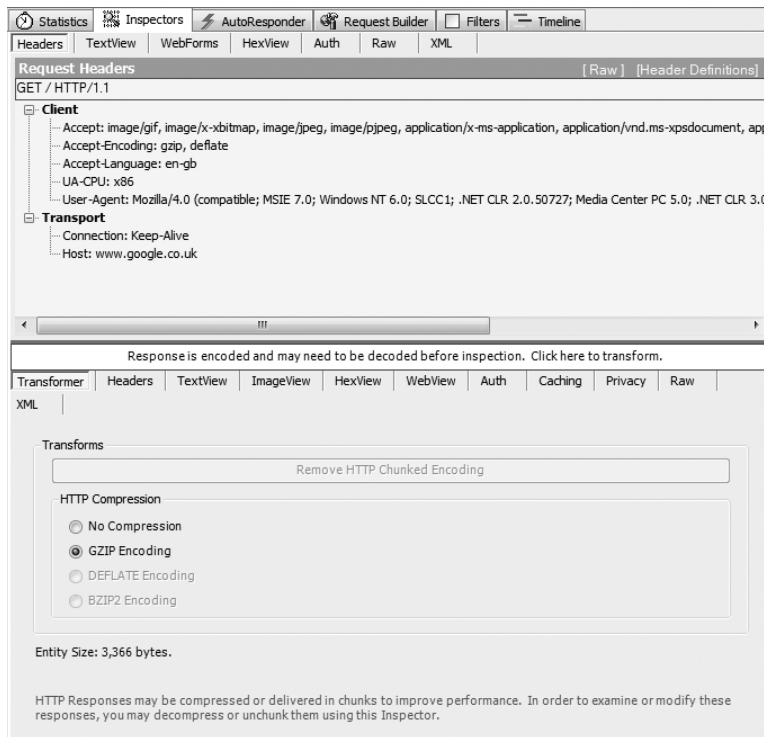 Statistics Inspectors AutoResponder Request Builder Filters Timeline
Headers TextView WebForms HexView Auth Raw XML
Request Headers [ Raw ] [Header Definitions]
GET / HTTP/1.1
Client
Accept: image/gif, image/x-xbitmap, image/jpeg, image/pjpeg, application/x-ms-application, application/vnd.ms-xpsdocument, app
Accept-Encoding: gzip, deflate
Accept-Language: en-gb
UA-CPU: x86
User-Agent: Mozilla/4.0 (compatible; MSIE 7.0; Windows NT 6.0; SLCC1; .NET CLR 2.0.50727; Media Center PC 5.0; .NET CLR 3.0
Transport
Connection: Keep-Alive
Host: www.google.co.uk
Response is encoded and may need to be decoded before inspection. Click here to transform.
Transformer Headers TextView ImageView HexView WebView Auth Caching Privacy Raw
XML
Transforms
Remove HTTP Chunked Encoding
HTTP Compression
No Compression
GZIP Encoding
DEFLATE Encoding
BZIP2 Encoding
Entity Size: 3,366 bytes.
HTTP Responses may be compressed or delivered in chunks to improve performance. In order to examine or modify these
responses, you may decompress or unchunk them using this Inspector.